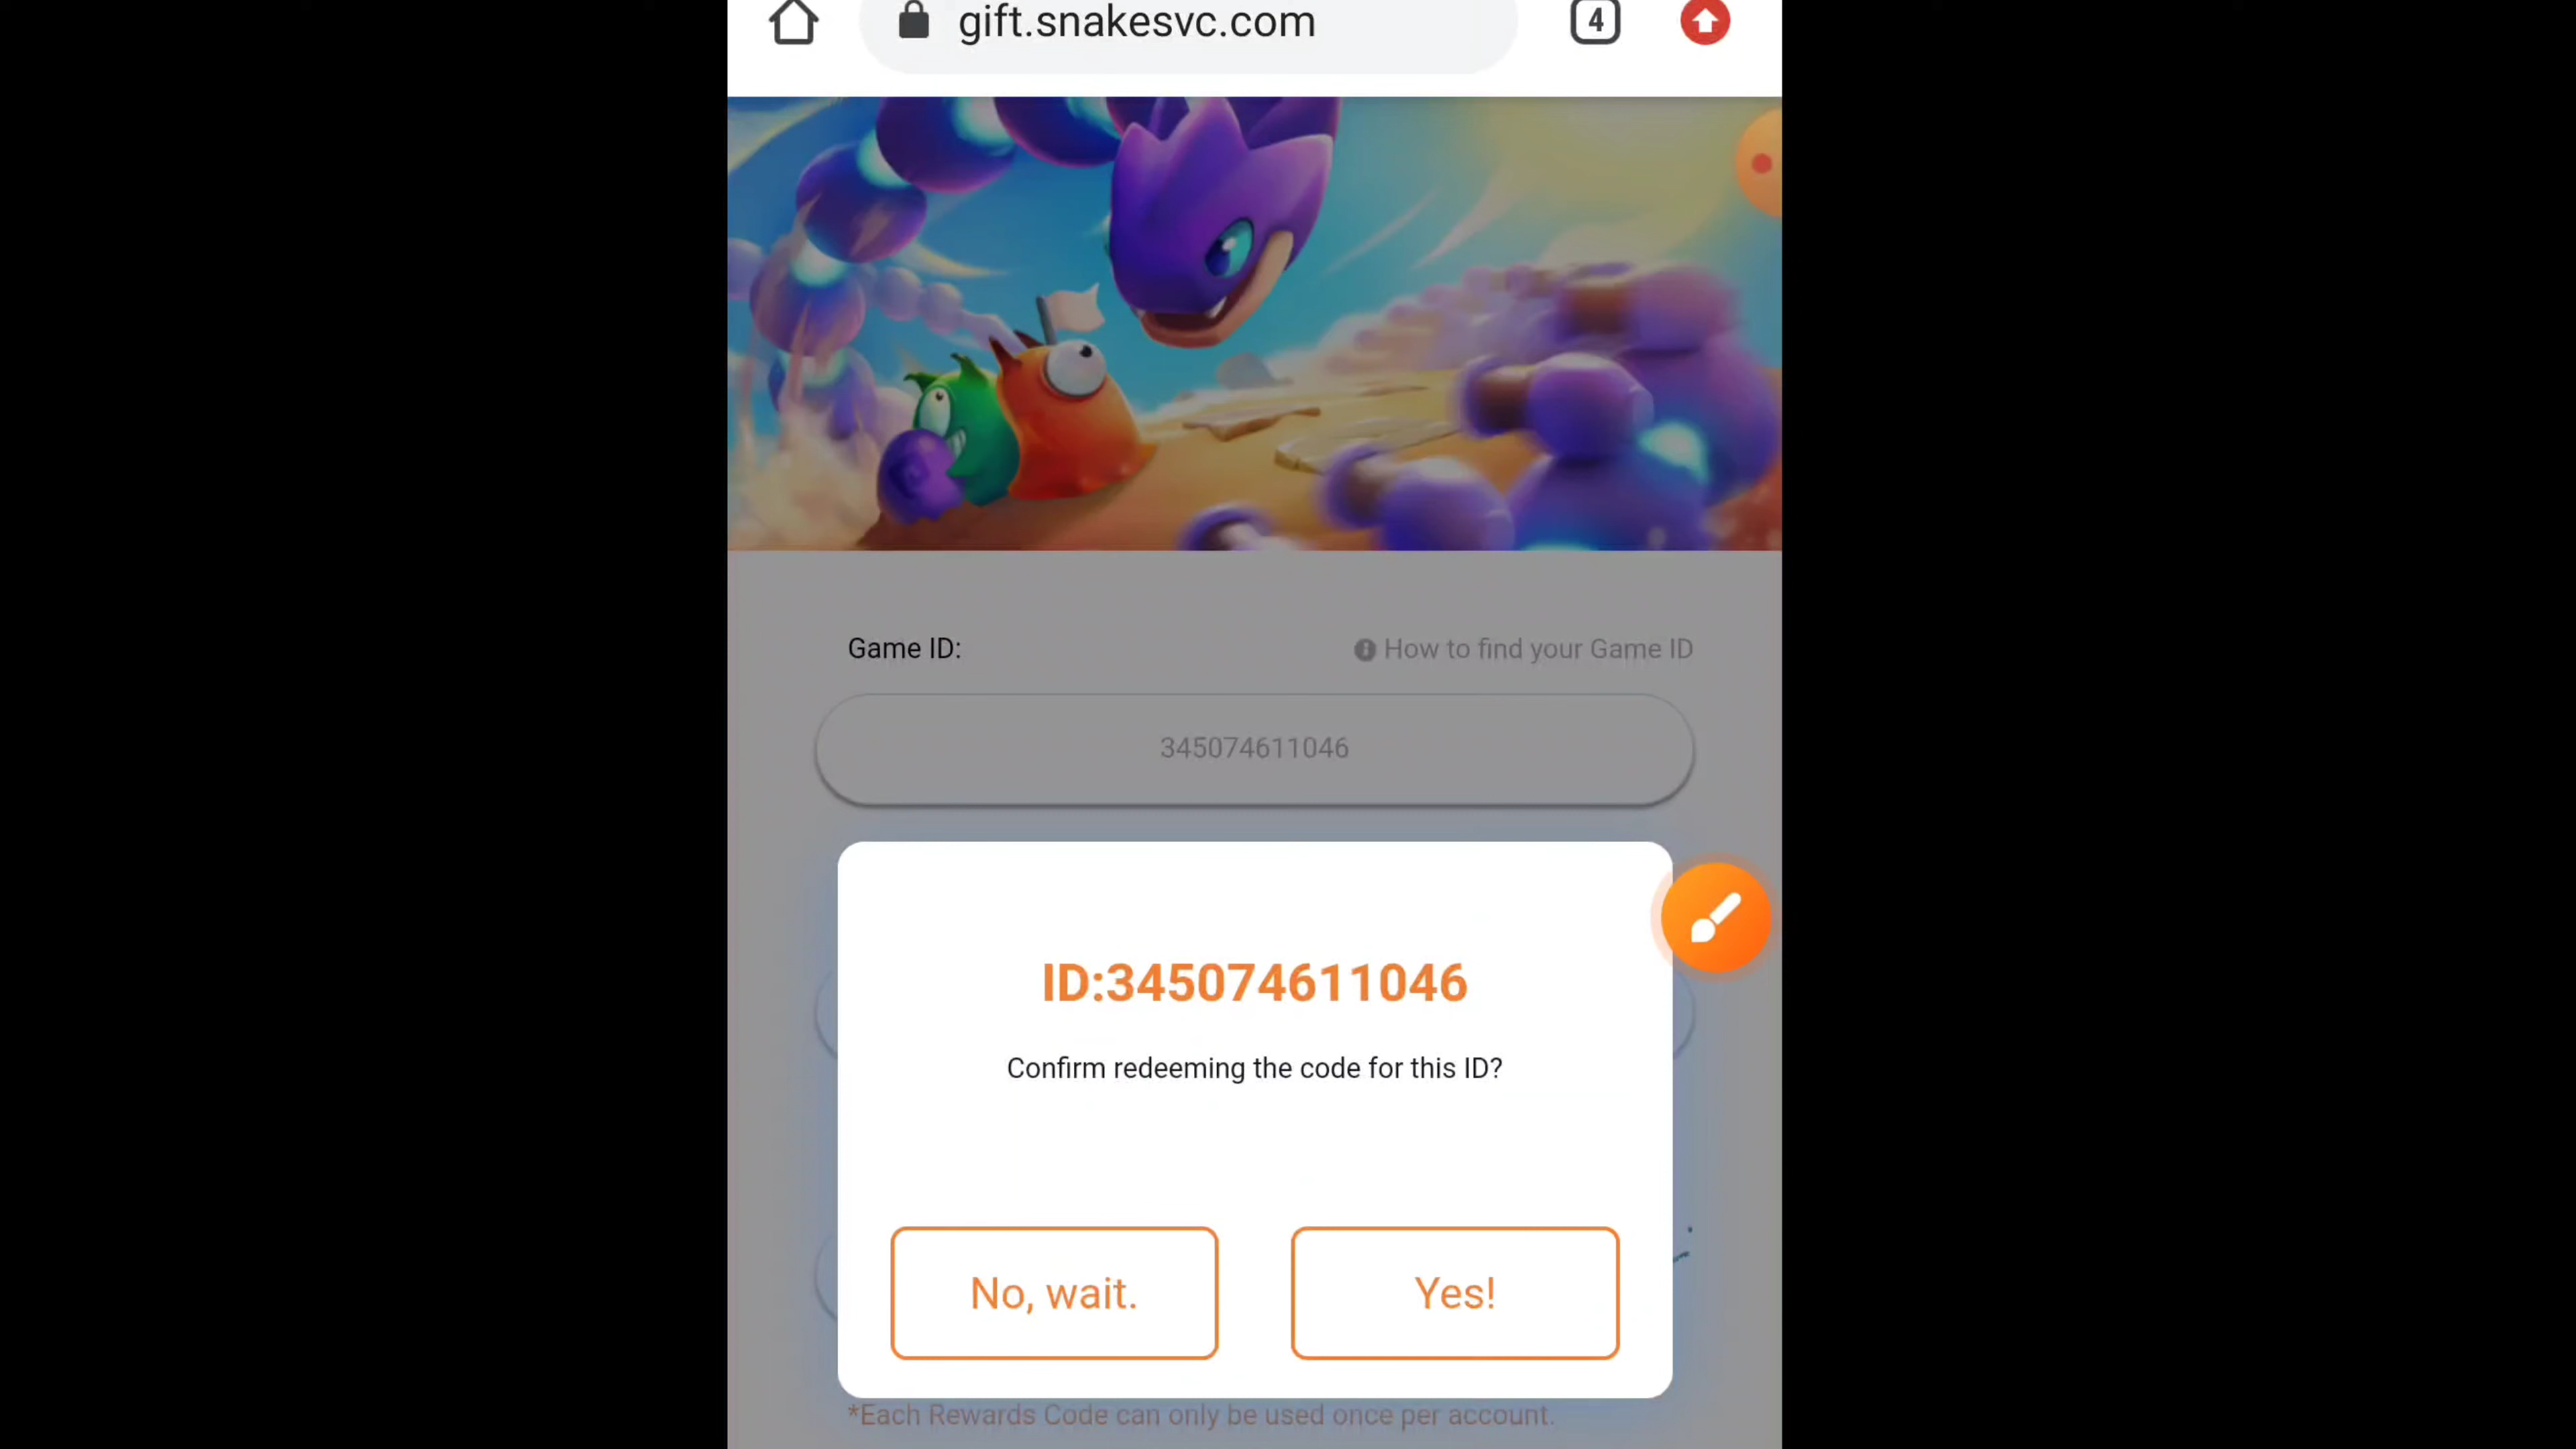 gift.snakesvc.com
4
Game ID:
How to find your Game ID
345074611046
ID:345074611046
Confirm redeeming the code for this ID?
No, wait.
Yes!
*Each Rewards Code can only be used once per account.